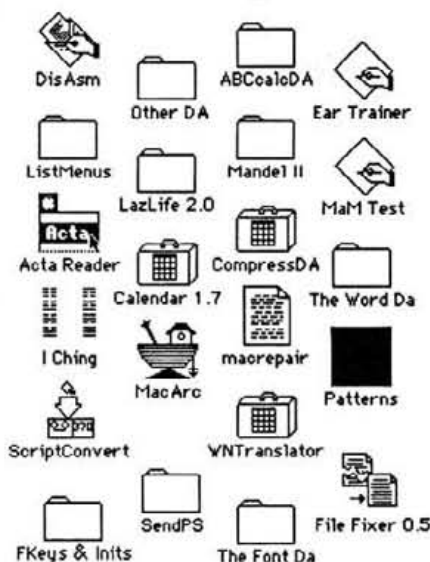 DisAsm
Other DA
ABCcalcDA
Ear Trainer
ListMenus
LazLife 2.0
Mandel II
MaM Test
Acta
Acta Reader
Calendar 1.7
CompressDA
The Word Da
I Ching
MacArc
macrepair
Patterns
ScriptConvert
WNTranslator
SendPS
File Fixer 0.5
FKeys & Inits
The Font Da